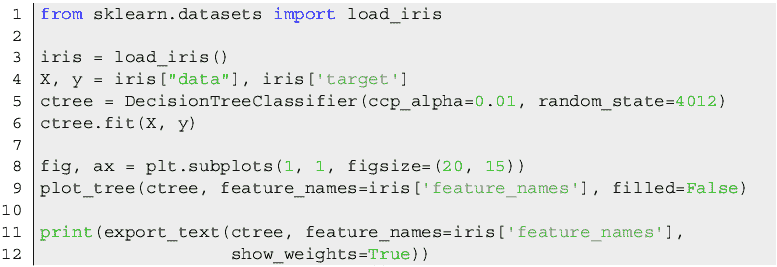 1 from sklearn.datasets import load_iris
2
3 iris = load_iris()
4 X, y = iris["data"], iris['target']
5 ctree = DecisionTreeClassifier(ccp_alpha=0.01, random_state=4012)
6 ctree.fit(X, y)
7
8 fig, ax = plt.subplots(1, 1, figsize=(20, 15))
9 plot_tree(ctree, feature_names=iris['feature_names'], filled=False)
10
11 print(export_text(ctree, feature_names=iris['feature_names'],
12                   show_weights=True))